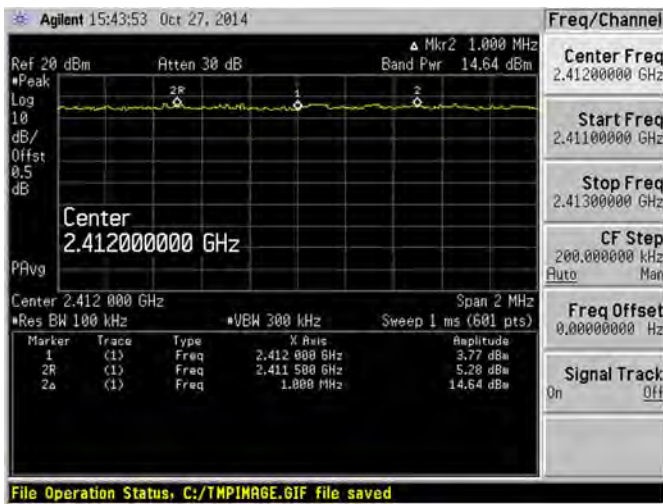 Agilent 15:43:53 Oct 27, 2014
Freq/Channel
Δ Mkr2 1.000 MHz
Ref 20 dBm Atten 30 dB Band Pwr 14.64 dBm
#Peak
Log
10
dB/
Offst
0.5
dB
PAvg
2R
1
2
Center
2.412000000 GHz
Center 2.412 000 GHz Span 2 MHz
#Res BW 100 kHz #VBW 300 kHz Sweep 1 ms (601 pts)
Marker Trace Type X Axis Amplitude
1 (1) Freq 2.412 000 GHz 3.77 dBm
2R (1) Freq 2.411 500 GHz 5.28 dBm
2Δ (1) Freq 1.000 MHz 14.64 dBm
Center Freq
2.41200000 GHz
Start Freq
2.41100000 GHz
Stop Freq
2.41300000 GHz
CF Step
200.000000 kHz
Auto Man
Freq Offset
0.00000000 Hz
Signal Track
On Off
File Operation Status, C:/TMPIMAGE.GIF file saved